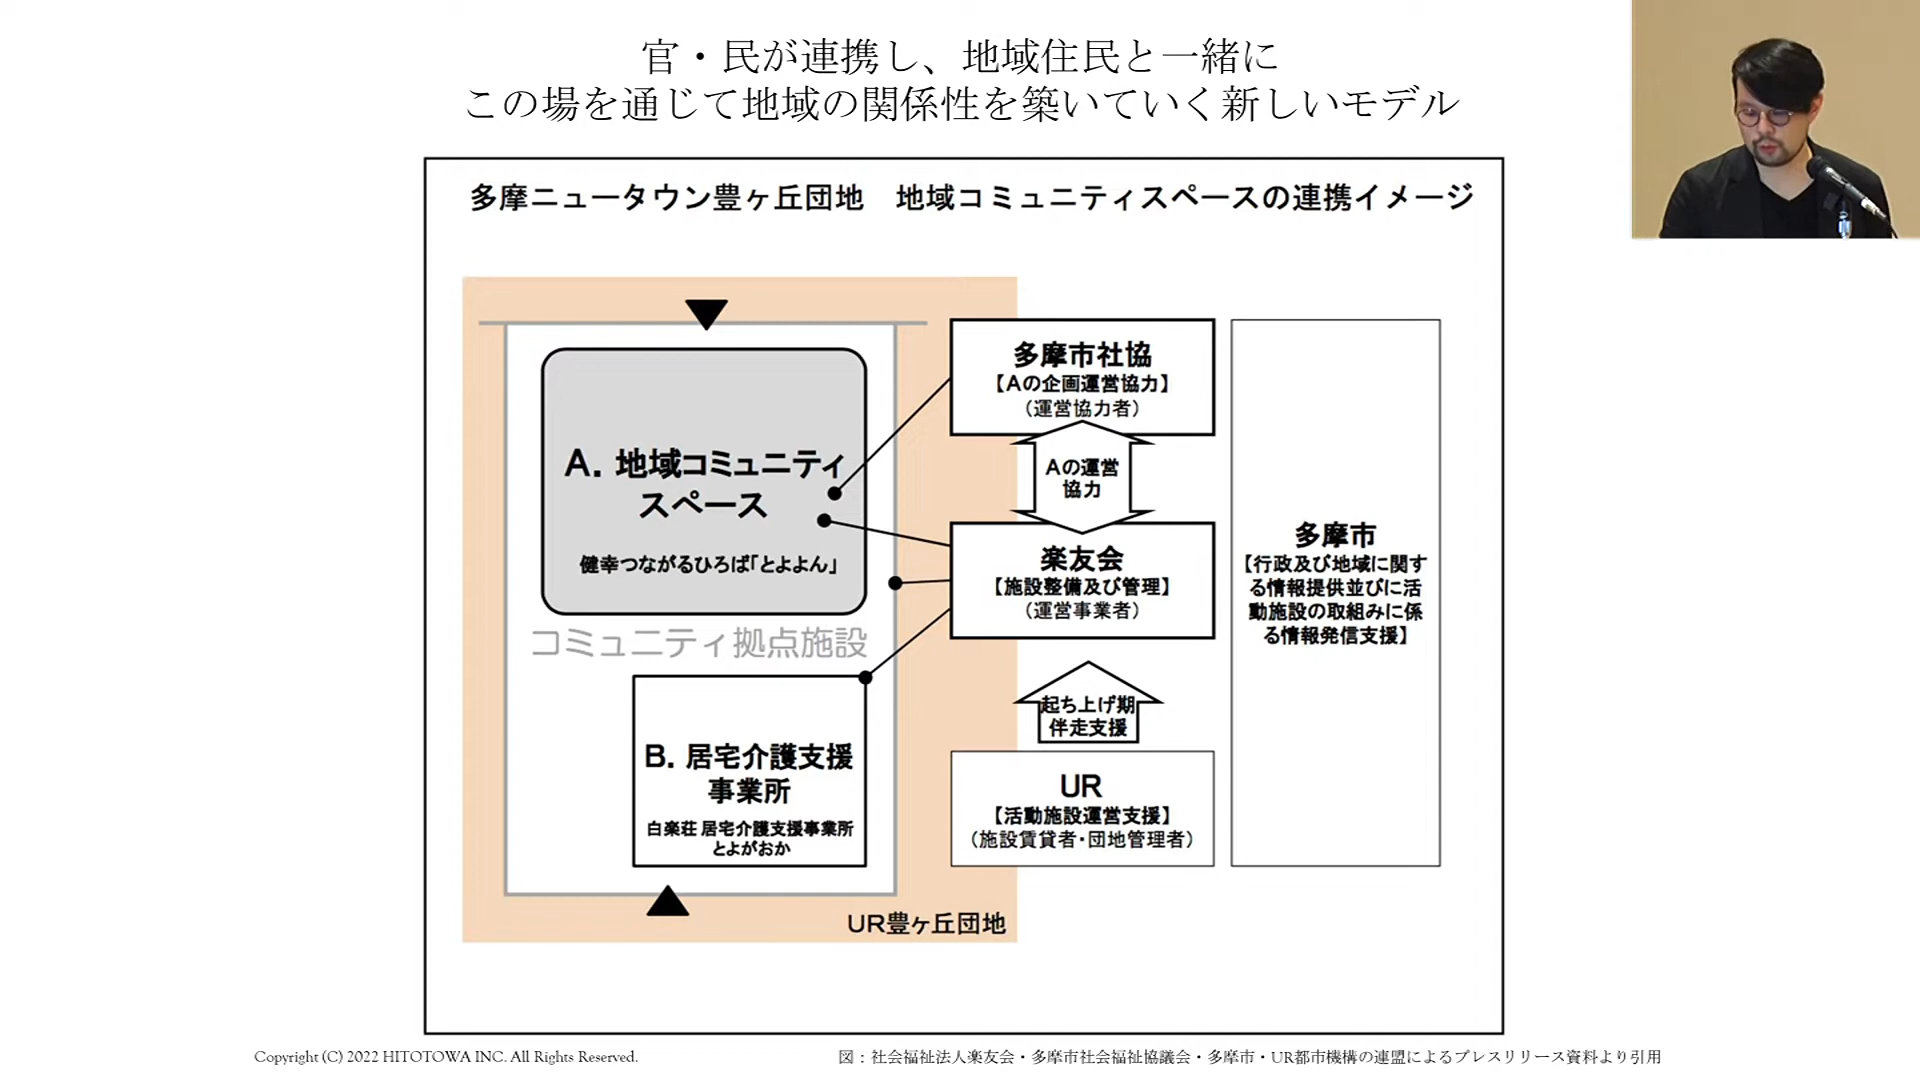 官・民が連携し、地域住民と一緒に
この場を通じて地域の関係性を築いていく新しいモデル
多摩ニュータウン豊ヶ丘団地　地域コミュニティスペースの連携イメージ
A. 地域コミュニティ
スペース
健幸つながるひろば「とよよん」
コミュニティ拠点施設
B. 居宅介護支援
事業所
白楽荘 居宅介護支援事業所
とよがおか
UR豊ヶ丘団地
多摩市社協
【Aの企画運営協力】
（運営協力者）
Aの運営
協力
楽友会
【施設整備及び管理】
（運営事業者）
起ち上げ期
伴走支援
UR
【活動施設運営支援】
（施設賃貸者・団地管理者）
多摩市
【行政及び地域に関す
る情報提供並びに活
動施設の取組みに係
る情報発信支援】
Copyright (C) 2022 HITOTOWA INC. All Rights Reserved.
図：社会福祉法人楽友会・多摩市社会福祉協議会・多摩市・UR都市機構の連盟によるプレスリリース資料より引用